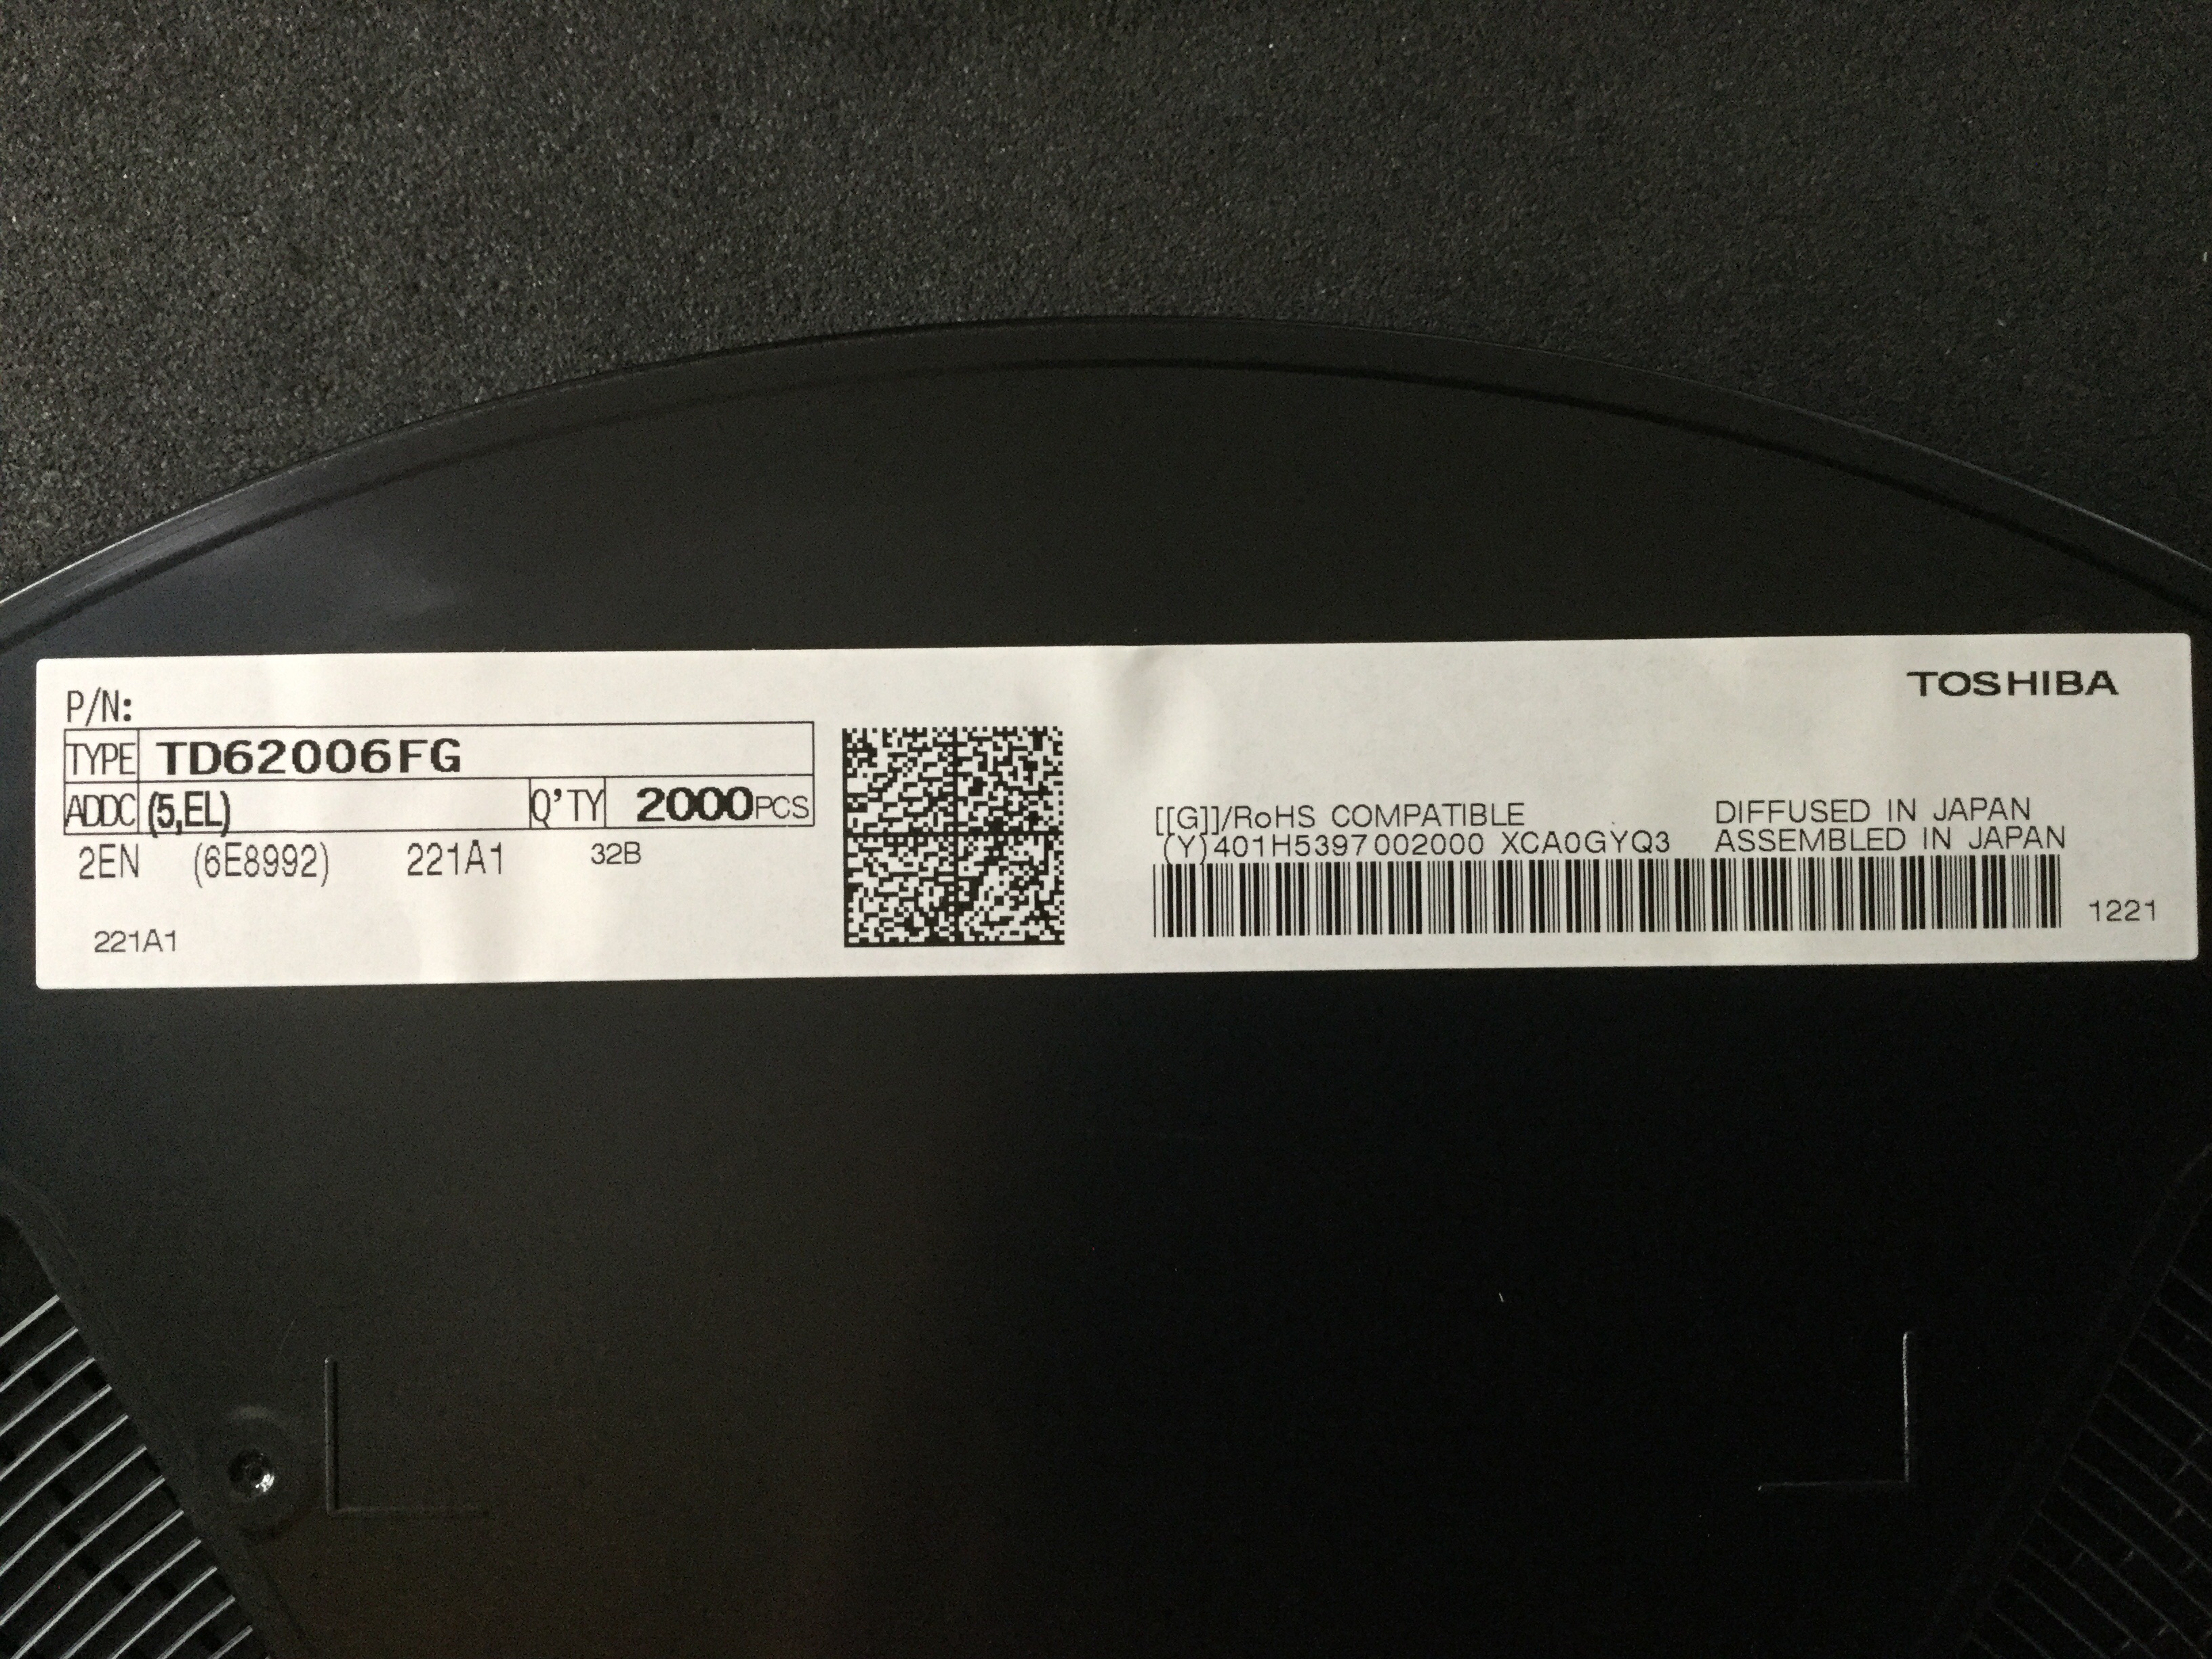 TOSHIBA
P/N:
TYPE TD62006FG
ADDC (5,EL) Q'TY 2000PCS
2EN (6E8992) 221A1 32B
221A1
[[G]]/RoHS COMPATIBLE DIFFUSED IN JAPAN
(Y)401H5397002000 XCA0GYQ3 ASSEMBLED IN JAPAN
1221